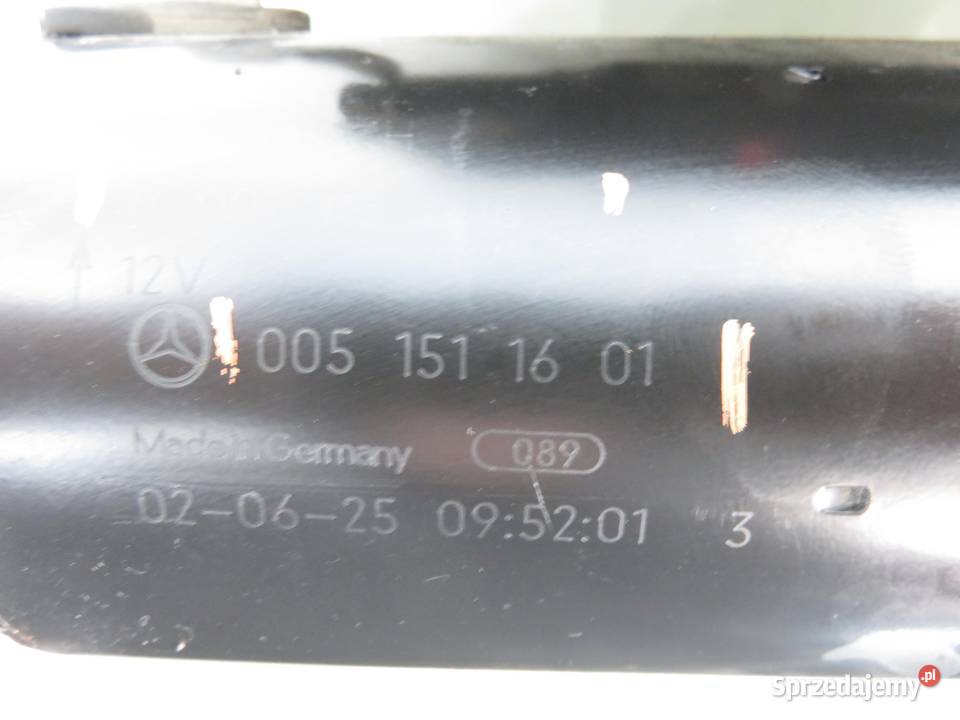 12V
005 151 16 01
Made in Germany 089
02-06-25 09:52:01 3
Sprzedajemy.pl